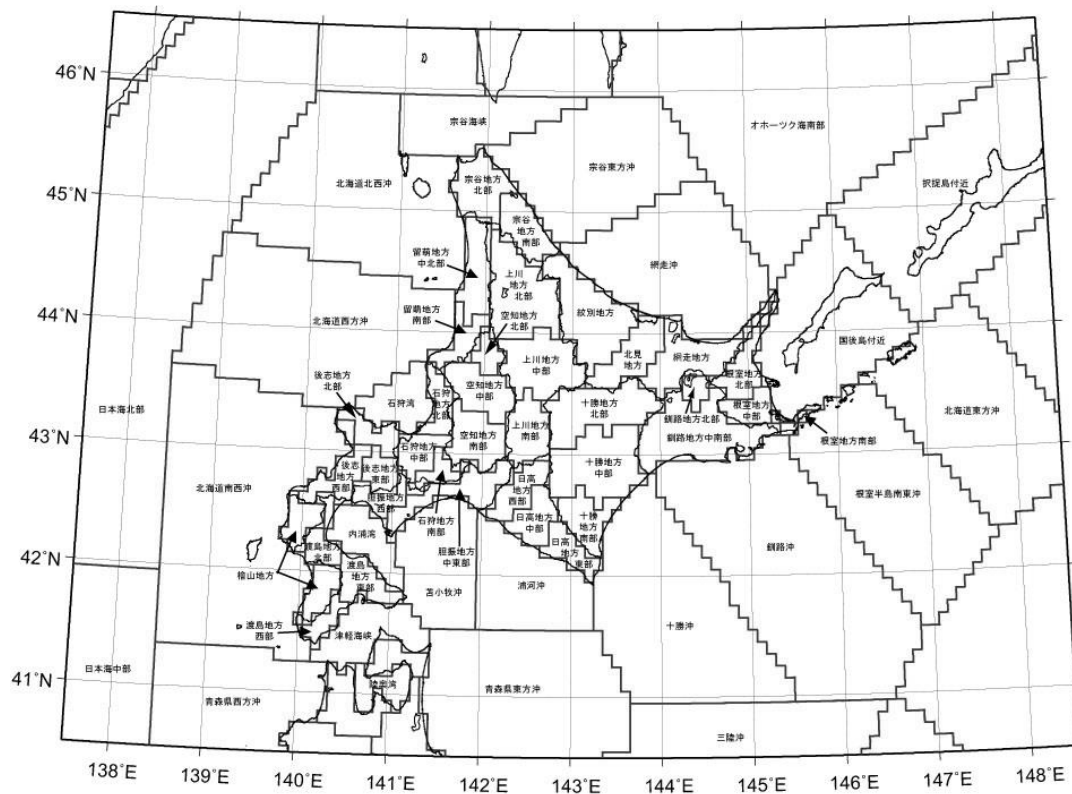 46°N
45°N
44°N
43°N
42°N
41°N
宗谷海峡
オホーツク海南部
宗谷東方沖
北海道北西沖
宗谷地方
北部
択捉島付近
宗谷
地方
南部
留萌地方
中北部
網走沖
上川
地方
北部
留萌地方
南部
空知地方
北部
紋別地方
北海道西方沖
国後島付近
北見
地方
網走地方
上川地方
中部
根室地方
北部
後志地方
北部
石狩湾
石狩
地方
北部
空知地方
中部
十勝地方
北部
釧路地方北部
根室地方
中部
日本海北部
北海道東方沖
空知地方
南部
上川地方
南部
釧路地方中南部
根室地方南部
石狩地方
中部
後志
地方
西部
後志地方
東部
十勝地方
中部
北海道南西沖
胆振地方
西部
日高
地方
西部
根室半島南東沖
石狩地方
南部
日高地方
中部
十勝
地方
南部
内浦湾
渡島地方
北部
日高
地方
東部
釧路沖
胆振地方
中東部
渡島
地方
東部
檜山地方
苫小牧沖
浦河沖
渡島地方
西部
津軽海峡
十勝沖
日本海中部
陸奥湾
青森県西方沖
青森県東方沖
三陸沖
138°E
139°E
140°E
141°E
142°E
143°E
144°E
145°E
146°E
147°E
148°E